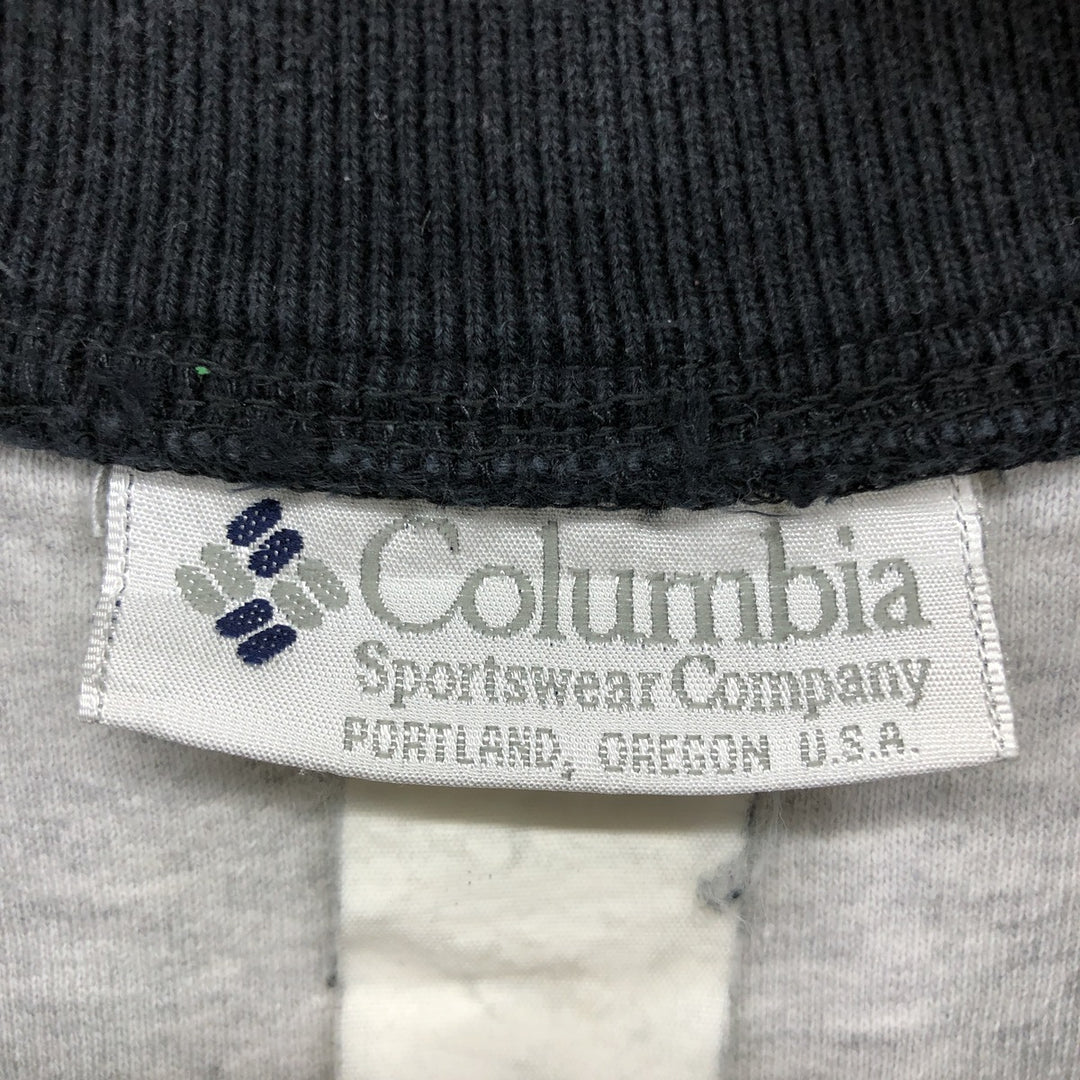 Columbia
Sportswear Company
PORTLAND, OREGON U.S.A.